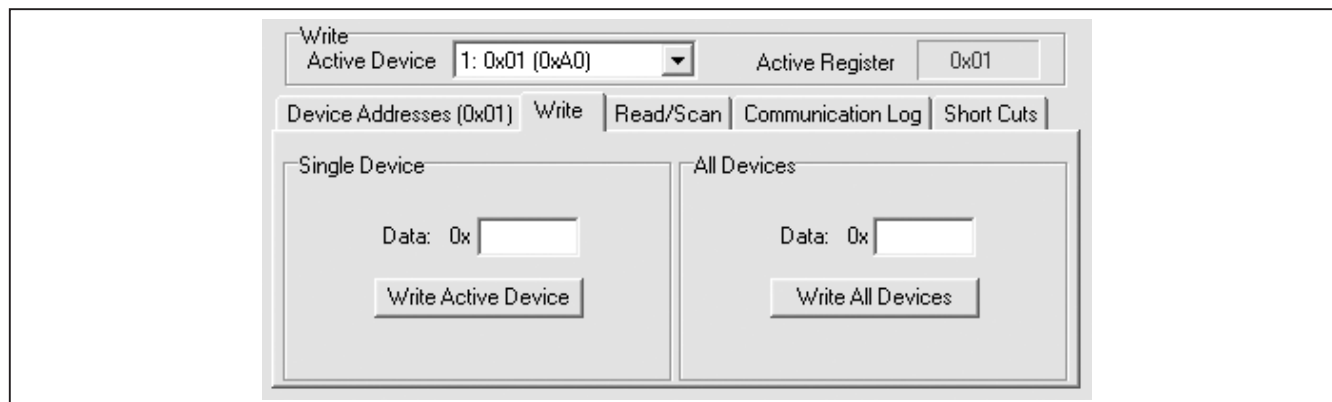 Write
Active Device 1: 0x01 (0xA0) Active Register 0x01
Device Addresses (0x01) Write Read/Scan Communication Log Short Cuts
Single Device All Devices
Data: 0x Data: 0x
Write Active Device Write All Devices